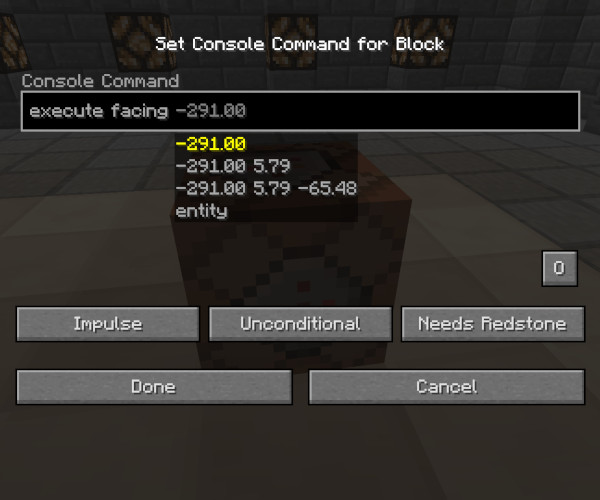 Set Console Command for Block
Console Command
execute facing -291.00
-291.00
-291.00 5.79
-291.00 5.79 -65.48
entity
O
Impulse
Unconditional
Needs Redstone
Done
Cancel